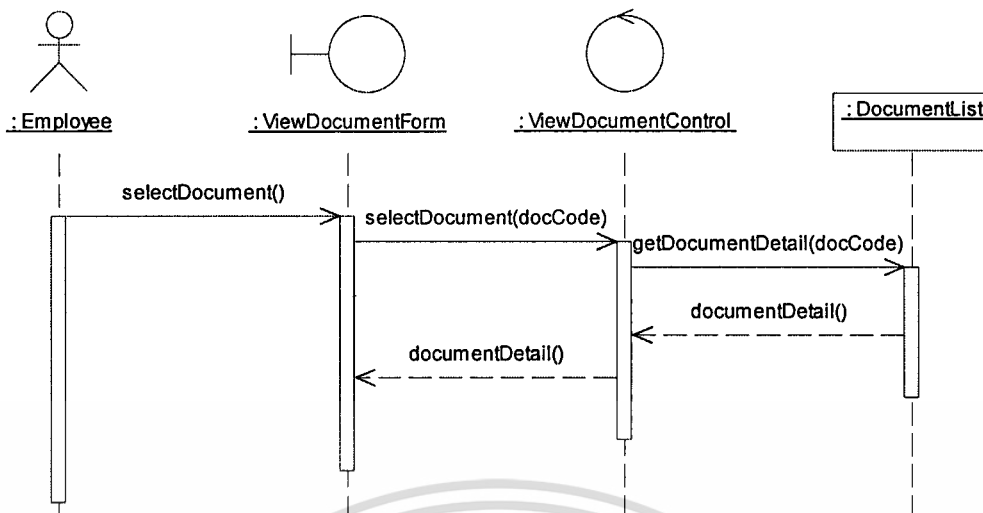 : Employee
: ViewDocumentForm
: ViewDocumentControl
: DocumentList
selectDocument()
selectDocument(docCode)
getDocumentDetail(docCode)
documentDetail()
documentDetail()